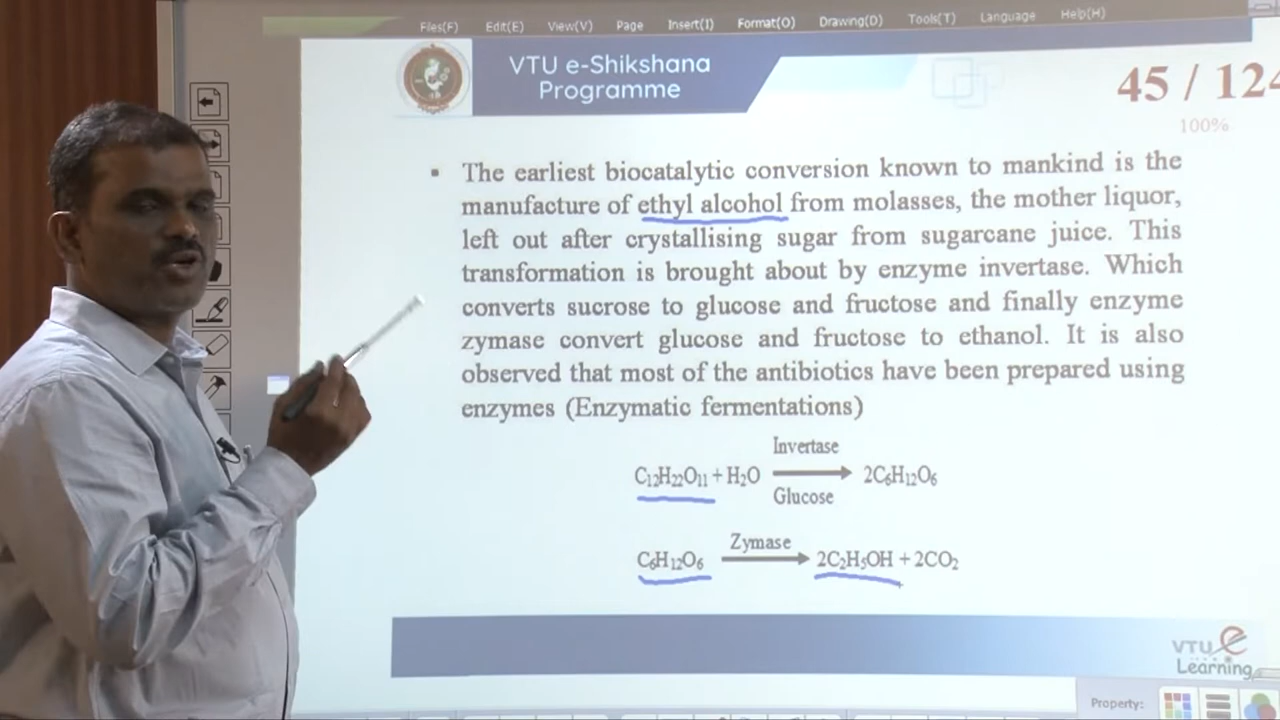 Files(F) Edit(E) View(V) Page Insert(I) Format(O) Drawing(D) Tools(T) Language Help(H)
VTU e-Shikshana
Programme
45 / 124
100%
▪ The earliest biocatalytic conversion known to mankind is the
manufacture of ethyl alcohol from molasses, the mother liquor,
left out after crystallising sugar from sugarcane juice. This
transformation is brought about by enzyme invertase. Which
converts sucrose to glucose and fructose and finally enzyme
zymase convert glucose and fructose to ethanol. It is also
observed that most of the antibiotics have been prepared using
enzymes (Enzymatic fermentations)
Invertase
C₁₂H₂₂O₁₁ + H₂O → 2C₆H₁₂O₆
Glucose
Zymase
C₆H₁₂O₆ → 2C₂H₅OH + 2CO₂
VTU e
Learning
Property: